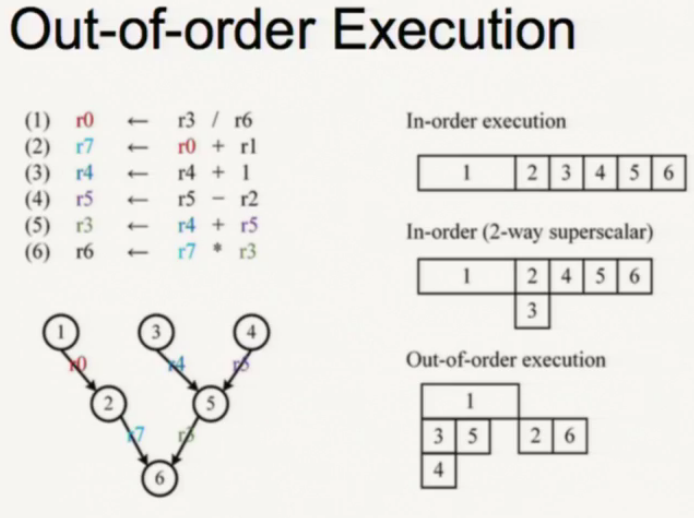 Out-of-order Execution
(1) r0 ← r3 / r6
(2) r7 ← r0 + r1
(3) r4 ← r4 + 1
(4) r5 ← r5 − r2
(5) r3 ← r4 + r5
(6) r6 ← r7 * r3
1 3 4
r0 r4 r5
2 5
r7 r3
6
In-order execution
1 2 3 4 5 6
In-order (2-way superscalar)
1 2 4 5 6
3
Out-of-order execution
1
3 5 2 6
4